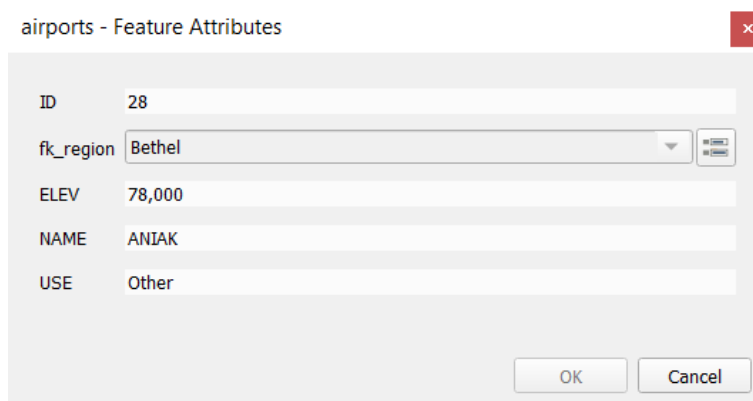 airports - Feature Attributes
ID 28
fk_region Bethel
ELEV 78,000
NAME ANIAK
USE Other
OK Cancel